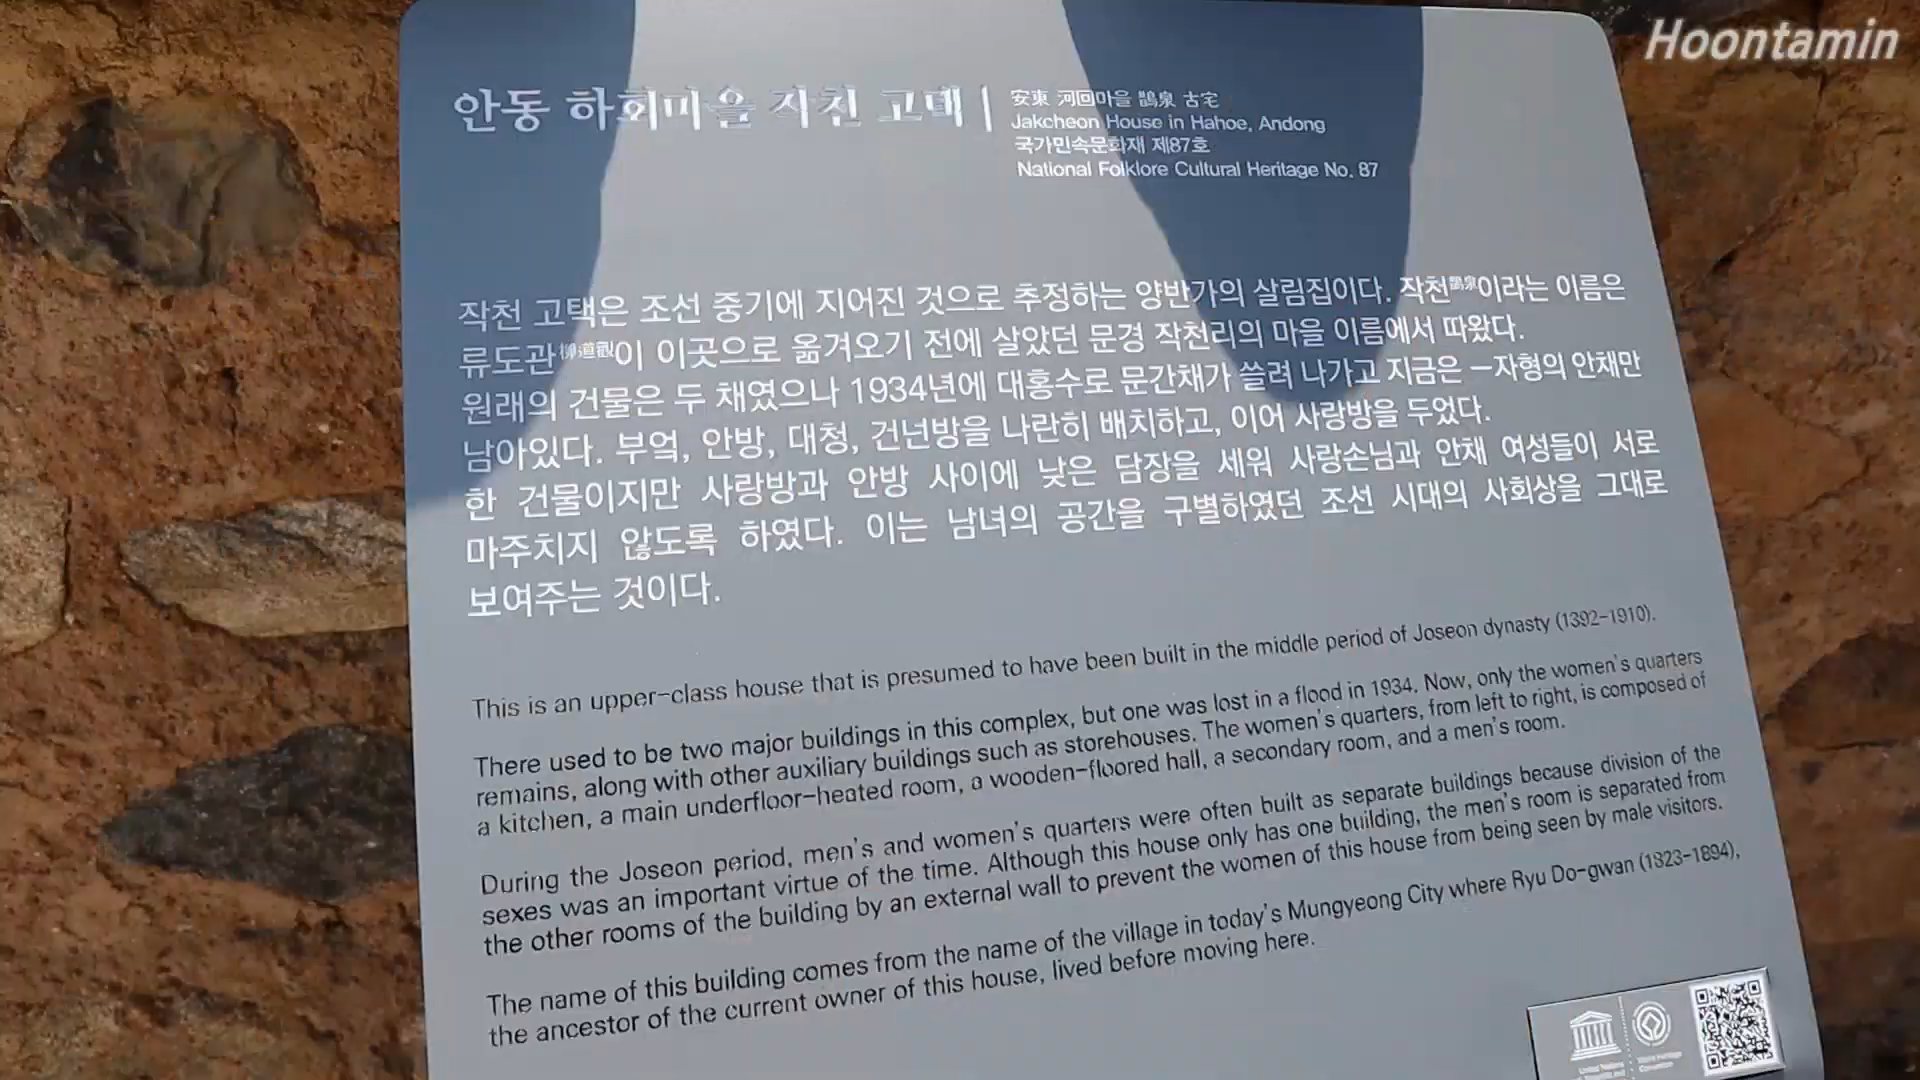 Hoontamin
안동 하회마을 작천 고택
安東 河回마을 鵲泉 古宅
Jakcheon House in Hahoe, Andong
국가민속문화재 제87호
National Folklore Cultural Heritage No. 87
작천 고택은 조선 중기에 지어진 것으로 추정하는 양반가의 살림집이다. 작천鵲泉이라는 이름은
류도관柳道觀이 이곳으로 옮겨오기 전에 살았던 문경 작천리의 마을 이름에서 따왔다.
원래의 건물은 두 채였으나 1934년에 대홍수로 문간채가 쓸려 나가고 지금은 一자형의 안채만
남아있다. 부엌, 안방, 대청, 건넌방을 나란히 배치하고, 이어 사랑방을 두었다.
한 건물이지만 사랑방과 안방 사이에 낮은 담장을 세워 사랑손님과 안채 여성들이 서로
마주치지 않도록 하였다. 이는 남녀의 공간을 구별하였던 조선 시대의 사회상을 그대로
보여주는 것이다.
This is an upper-class house that is presumed to have been built in the middle period of Joseon dynasty (1392-1910).
There used to be two major buildings in this complex, but one was lost in a flood in 1934. Now, only the women's quarters
remains, along with other auxiliary buildings such as storehouses. The women's quarters, from left to right, is composed of
a kitchen, a main underfloor-heated room, a wooden-floored hall, a secondary room, and a men's room.
During the Joseon period, men's and women's quarters were often built as separate buildings because division of the
sexes was an important virtue of the time. Although this house only has one building, the men's room is separated from
the other rooms of the building by an external wall to prevent the women of this house from being seen by male visitors.
The name of this building comes from the name of the village in today's Mungyeong City where Ryu Do-gwan (1823-1894),
the ancestor of the current owner of this house, lived before moving here.